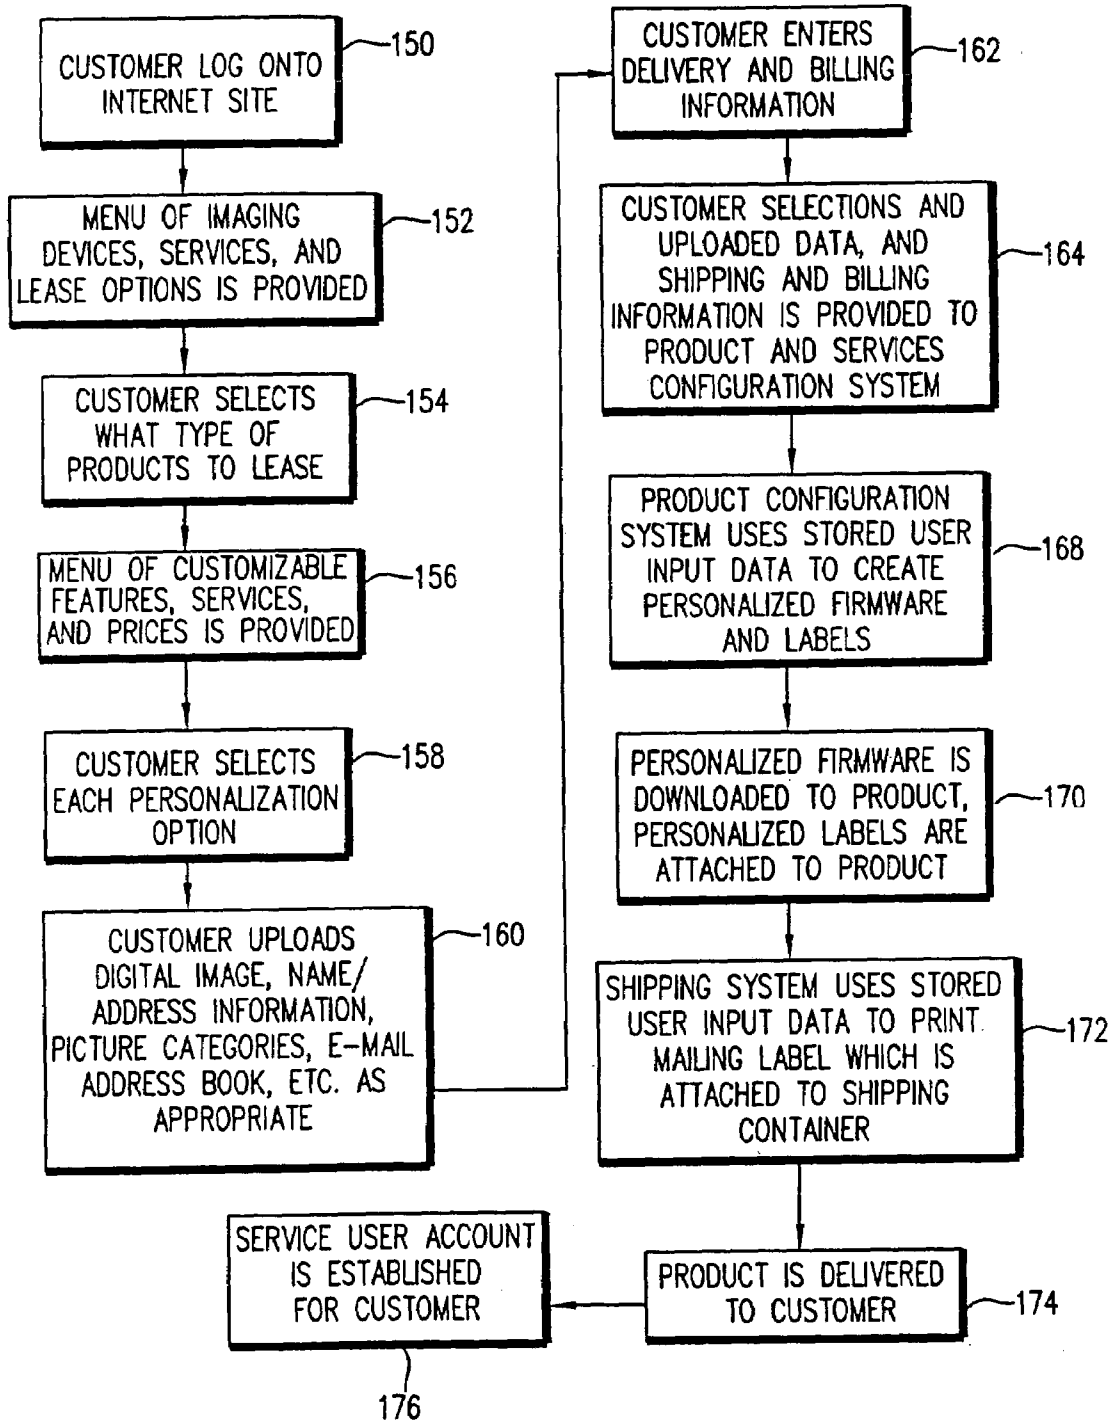 CUSTOMER LOG ONTO
INTERNET SITE
150
MENU OF IMAGING
DEVICES, SERVICES, AND
LEASE OPTIONS IS PROVIDED
152
CUSTOMER SELECTS
WHAT TYPE OF
PRODUCTS TO LEASE
154
MENU OF CUSTOMIZABLE
FEATURES, SERVICES,
AND PRICES IS PROVIDED
156
CUSTOMER SELECTS
EACH PERSONALIZATION
OPTION
158
CUSTOMER UPLOADS
DIGITAL IMAGE, NAME/
ADDRESS INFORMATION,
PICTURE CATEGORIES, E-MAIL
ADDRESS BOOK, ETC. AS
APPROPRIATE
160
CUSTOMER ENTERS
DELIVERY AND BILLING
INFORMATION
162
CUSTOMER SELECTIONS AND
UPLOADED DATA, AND
SHIPPING AND BILLING
INFORMATION IS PROVIDED TO
PRODUCT AND SERVICES
CONFIGURATION SYSTEM
164
PRODUCT CONFIGURATION
SYSTEM USES STORED USER
INPUT DATA TO CREATE
PERSONALIZED FIRMWARE
AND LABELS
168
PERSONALIZED FIRMWARE IS
DOWNLOADED TO PRODUCT,
PERSONALIZED LABELS ARE
ATTACHED TO PRODUCT
170
SHIPPING SYSTEM USES STORED
USER INPUT DATA TO PRINT
MAILING LABEL WHICH IS
ATTACHED TO SHIPPING
CONTAINER
172
PRODUCT IS DELIVERED
TO CUSTOMER
174
SERVICE USER ACCOUNT
IS ESTABLISHED
FOR CUSTOMER
176